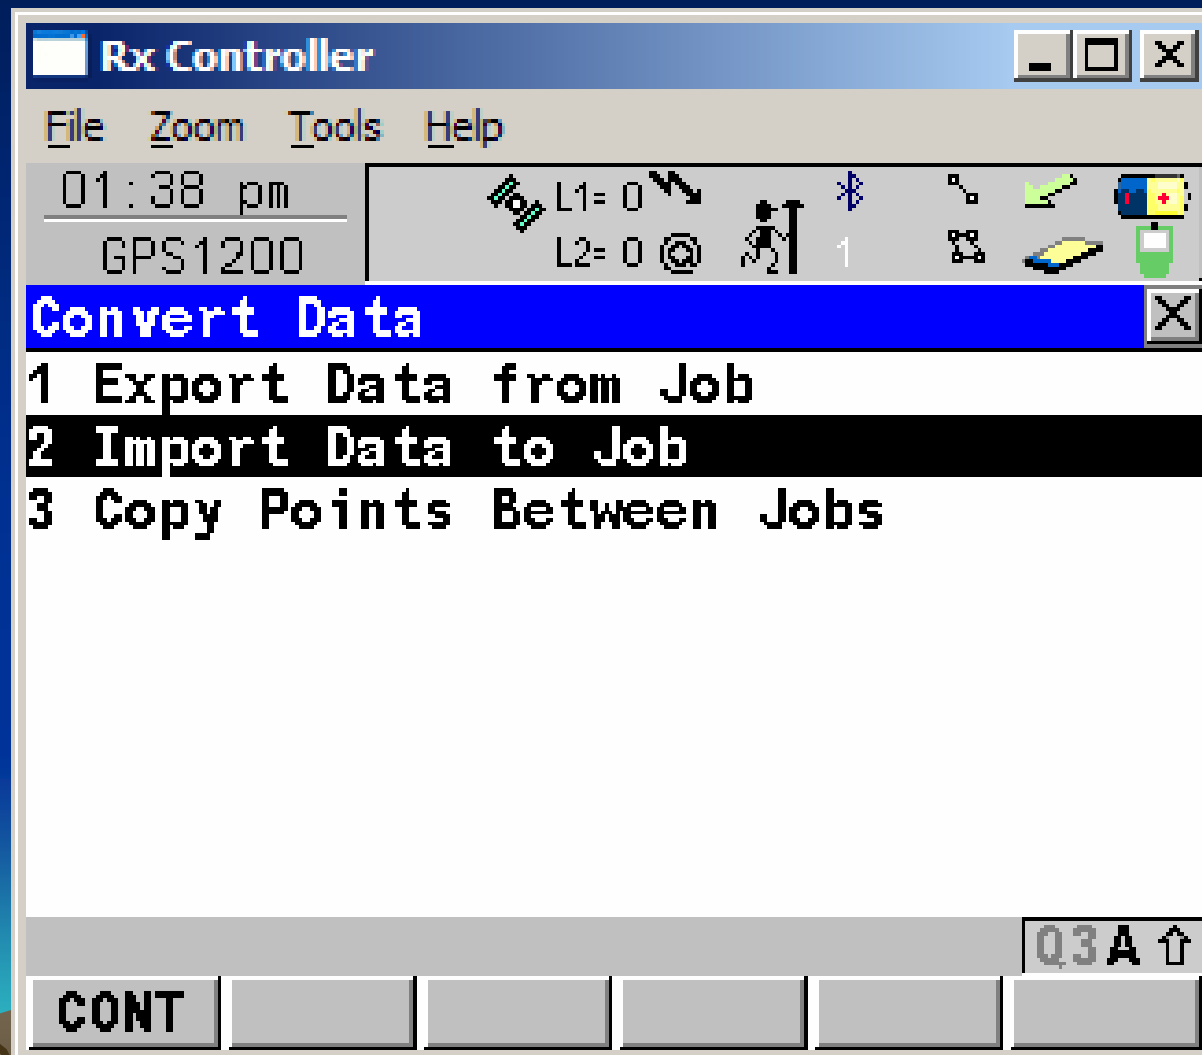 Rx Controller
File Zoom Tools Help
01:38 pm
GPS1200
L1= 0
L2= 0
1
Convert Data
1 Export Data from Job
2 Import Data to Job
3 Copy Points Between Jobs
Q3 A
CONT